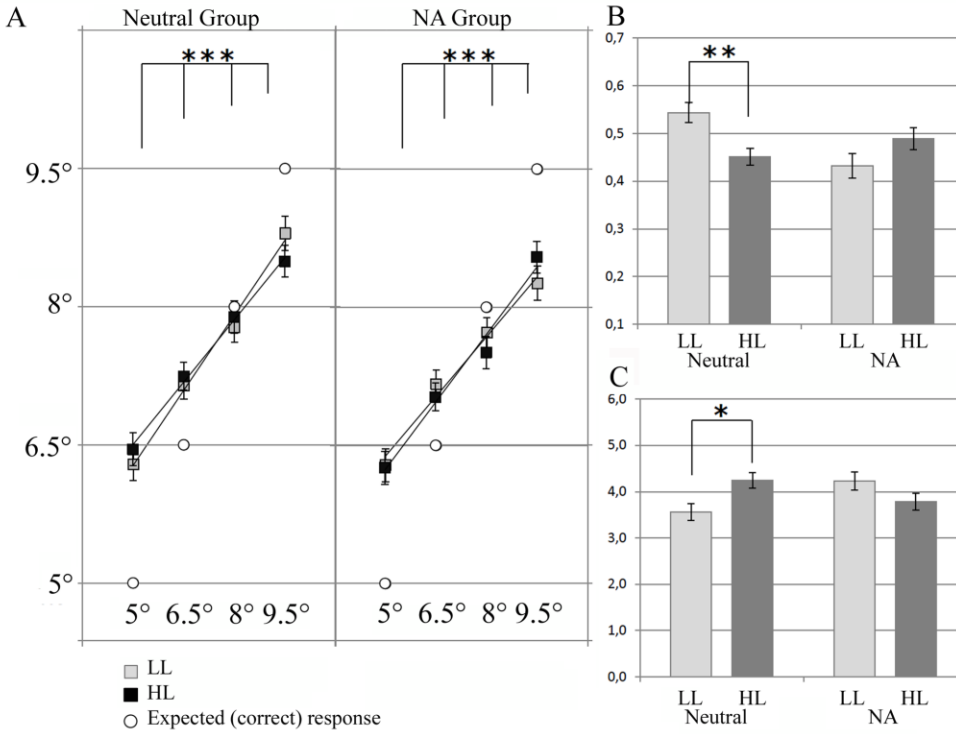 A
Neutral Group
NA Group
***
***
9.5°
8°
6.5°
5°
5° 6.5° 8° 9.5°
5° 6.5° 8° 9.5°
LL
HL
Expected (correct) response
B
0,7
0,6
0,5
0,4
0,3
0,2
0,1
**
LL HL LL HL
Neutral NA
C
6,0
5,0
4,0
3,0
2,0
1,0
0,0
*
LL HL LL HL
Neutral NA